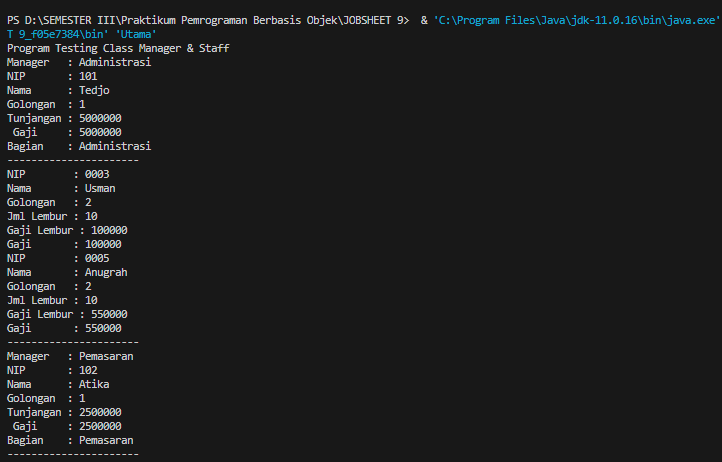 PS D:\SEMESTER III\Praktikum Pemrograman Berbasis Objek\JOBSHEET 9>  & 'C:\Program Files\Java\jdk-11.0.16\bin\java.exe'
T 9_f05e7384\bin' 'Utama'
Program Testing Class Manager & Staff
Manager   : Administrasi
NIP       : 101
Nama      : Tedjo
Golongan  : 1
Tunjangan : 5000000
 Gaji     : 5000000
Bagian    : Administrasi
----------------------
NIP        : 0003
Nama       : Usman
Golongan   : 2
Jml Lembur : 10
Gaji Lembur : 100000
Gaji       : 100000
NIP        : 0005
Nama       : Anugrah
Golongan   : 2
Jml Lembur : 10
Gaji Lembur : 550000
Gaji       : 550000
----------------------
Manager   : Pemasaran
NIP       : 102
Nama      : Atika
Golongan  : 1
Tunjangan : 2500000
 Gaji     : 2500000
Bagian    : Pemasaran
----------------------